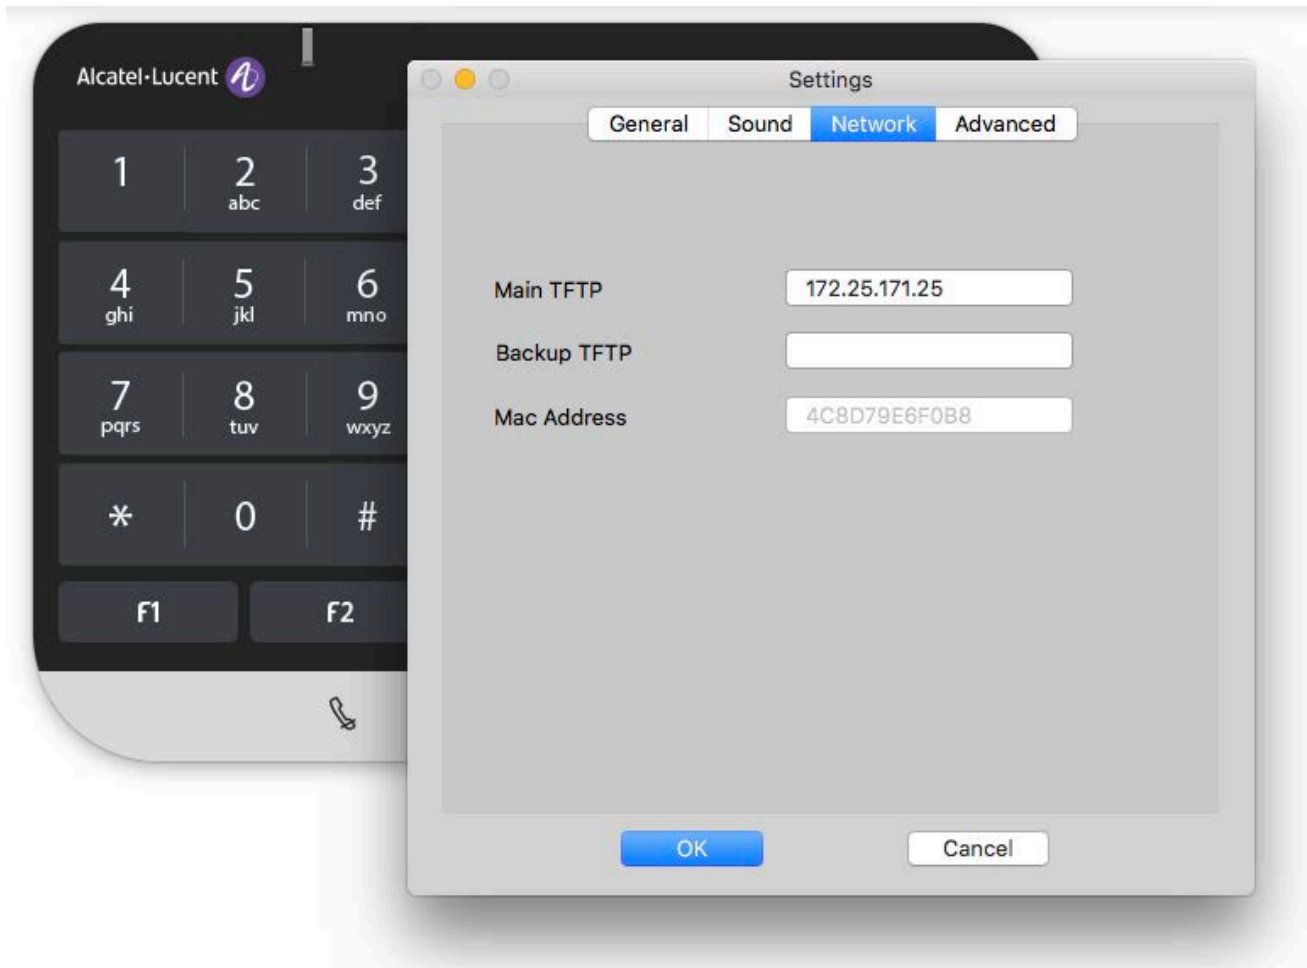 Alcatel·Lucent
Settings
General Sound Network Advanced
1 2 3
abc def
4 5 6
ghi jkl mno
7 8 9
pqrs tuv wxyz
* 0 #
F1 F2
Main TFTP 172.25.171.25
Backup TFTP
Mac Address 4C8D79E6F0B8
OK Cancel